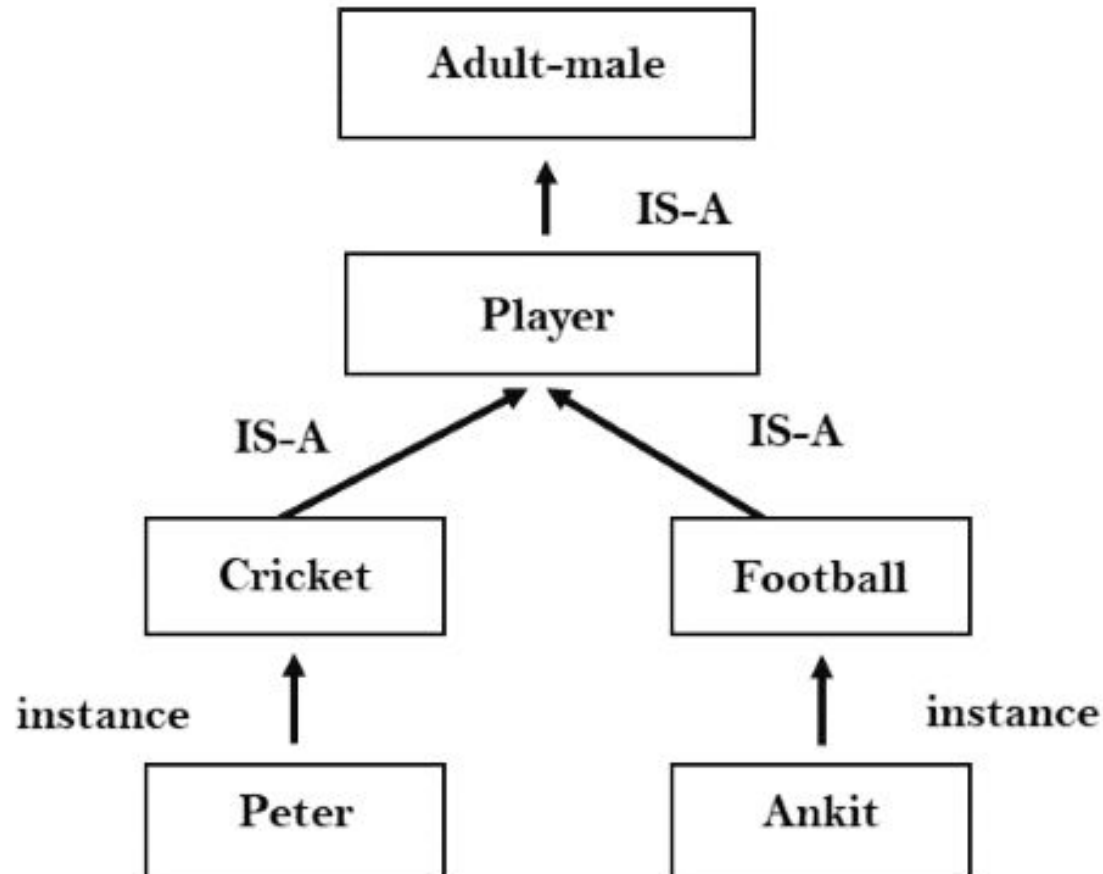 Adult-male
IS-A
Player
IS-A
IS-A
Cricket
Football
instance
instance
Peter
Ankit